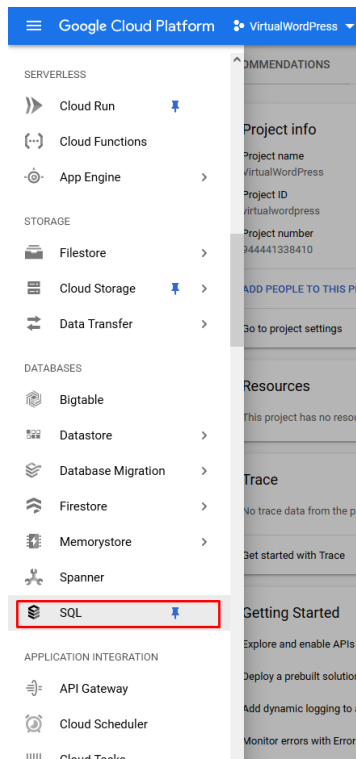 Google Cloud Platform VirtualWordPress
SERVERLESS
Cloud Run
Cloud Functions
App Engine
STORAGE
Filestore
Cloud Storage
Data Transfer
DATABASES
Bigtable
Datastore
Database Migration
Firestore
Memorystore
Spanner
SQL
APPLICATION INTEGRATION
API Gateway
Cloud Scheduler
Cloud Tasks
OMMENDATIONS
Project info
Project name
VirtualWordPress
Project ID
virtualwordpress
Project number
944441338410
ADD PEOPLE TO THIS P
Go to project settings
Resources
This project has no resou
Trace
No trace data from the p
Get started with Trace
Getting Started
Explore and enable APIs
Deploy a prebuilt solution
Add dynamic logging to a
Monitor errors with Error